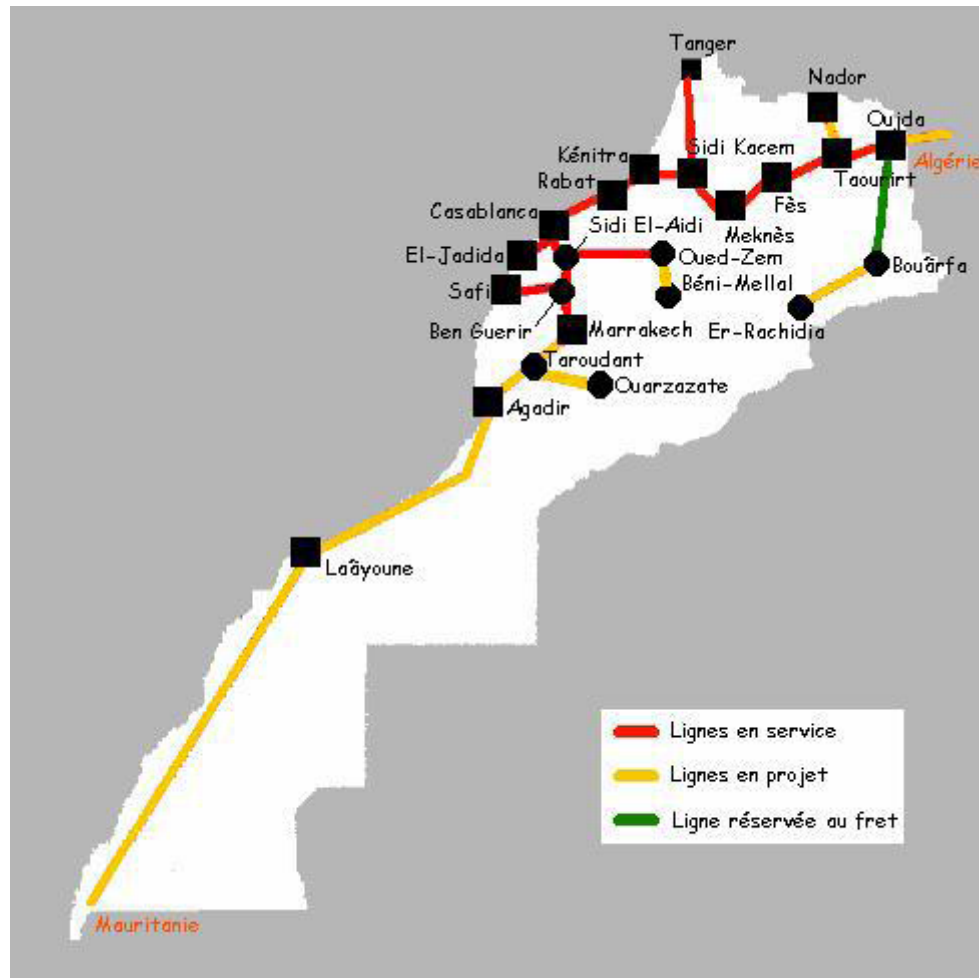 Tanger
Nador
Oujda
Sidi Kacem
Kénitra
Algérie
Rabat
Taourirt
Fès
Casablanca
Meknès
Sidi El-Aidi
El-Jadida
Oued-Zem
Bouârfa
Safi
Béni-Mellal
Ben Guerir
Marrakech
Er-Rachidia
Taroudant
Ouarzazate
Agadir
Laâyoune
Lignes en service
Lignes en projet
Ligne réservée au fret
Mauritanie